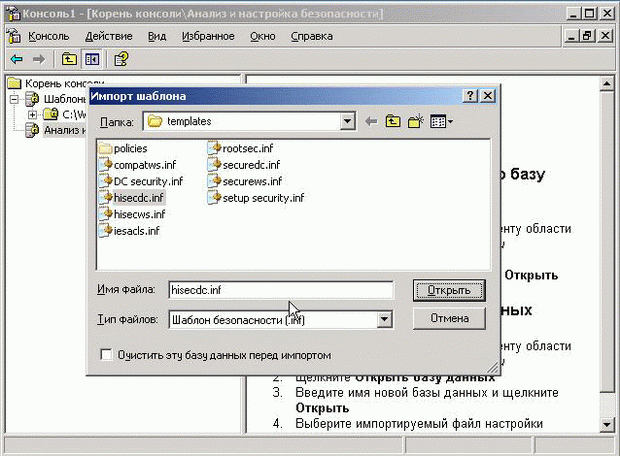 Консоль1 - [Корень консоли\Анализ и настройка безопасности]
Консоль Действие Вид Избранное Окно Справка
Корень консоли
Шаблоны
C:\W
Анализ и
Импорт шаблона
Папка: templates
policies
compatws.inf
DC security.inf
hisecdc.inf
hisecws.inf
iesacls.inf
rootsec.inf
securedc.inf
securews.inf
setup security.inf
Имя файла: hisecdc.inf
Открыть
Тип файлов: Шаблон безопасности (.inf)
Отмена
Очистить эту базу данных перед импортом
ю базу
енту области
Открыть
ных
енту области
2. Щелкните Открыть базу данных
3. Введите имя новой базы данных и щелкните
Открыть
4. Выберите импортируемый файл настройки